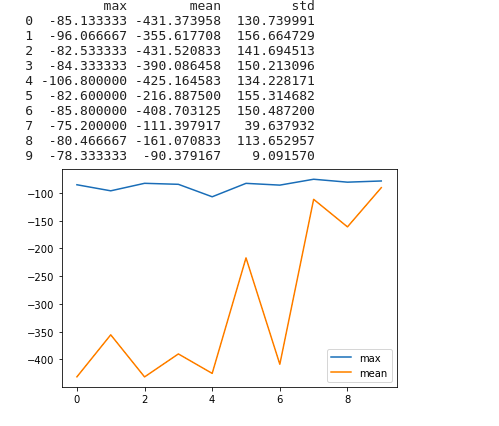 max mean std
0 -85.133333 -431.373958 130.739991
1 -96.066667 -355.617708 156.664729
2 -82.533333 -431.520833 141.694513
3 -84.333333 -390.086458 150.213096
4 -106.800000 -425.164583 134.228171
5 -82.600000 -216.887500 155.314682
6 -85.800000 -408.703125 150.487200
7 -75.200000 -111.397917 39.637932
8 -80.466667 -161.070833 113.652957
9 -78.333333 -90.379167 9.091570
−100
−150
−200
−250
−300
−350
−400
max
mean
0 2 4 6 8